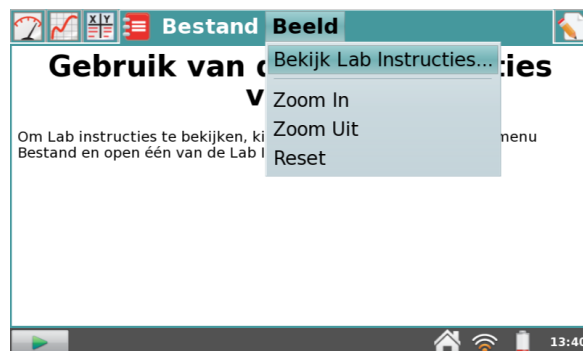 X Y
Bestand Beeld
Gebruik van d
ties
v
Bekijk Lab Instructies...
Zoom In
Zoom Uit
Reset
Om Lab instructies te bekijken, ki
menu
Bestand en open één van de Lab I
13:40